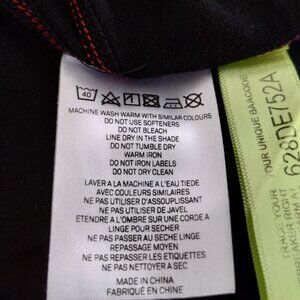 40
MACHINE WASH WARM WITH SIMILAR COLOURS
DO NOT USE SOFTENERS
DO NOT BLEACH
LINE DRY IN THE SHADE
DO NOT TUMBLE DRY
WARM IRON
DO NOT IRON LABELS
DO NOT DRY CLEAN
LAVER A LA MACHINE A L'EAU TIEDE
AVEC COULEURS SIMILAIRES
NE PAS UTILISER D'ASSOUPLISSANT
NE PAS UTILISER DE JAVEL
ETENDRE A L'OMBRE SUR UNE CORDE A
LINGE POUR SECHER
NE PAS PASSER AU SECHE LINGE
REPASSAGE MOYEN
NE PAS REPASSER LES ETIQUETTES
NE PAS NETTOYER A SEC
MADE IN CHINA
FABRIQUÉ EN CHINE
YOUR UNIQUE BAACODE
628DE752A
TRACE YOUR